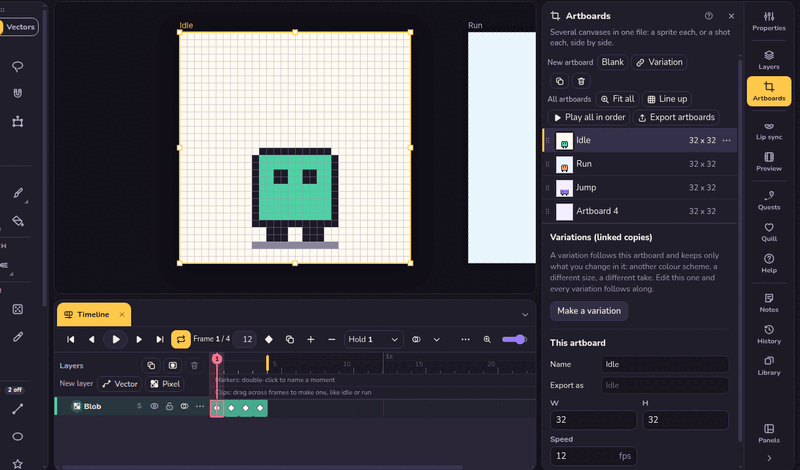 Vectors
H
2 off
Idle
Run
Timeline
Frame 1 / 4
12
Hold 1
Layers
New layer
Vector
Pixel
1
5
10
15
20
1s
Markers: double-click to name a moment
Clips: drag across frames to make one, like idle or run
Blob
S
Artboards
Several canvases in one file: a sprite each, or a shot
each, side by side.
New artboard
Blank
Variation
All artboards
Fit all
Line up
Play all in order
Export artboards
Idle
32 x 32
Run
32 x 32
Jump
32 x 32
Artboard 4
32 x 32
Variations (linked copies)
A variation follows this artboard and keeps only
what you change in it: another colour scheme, a
different size, a different take. Edit this one and
every variation follows along.
Make a variation
This artboard
Name
Idle
Export as
Idle
W
H
32
32
Speed
12
fps
Properties
Layers
Artboards
Lip sync
Preview
Quests
Quill
Help
Notes
History
Library
Panels